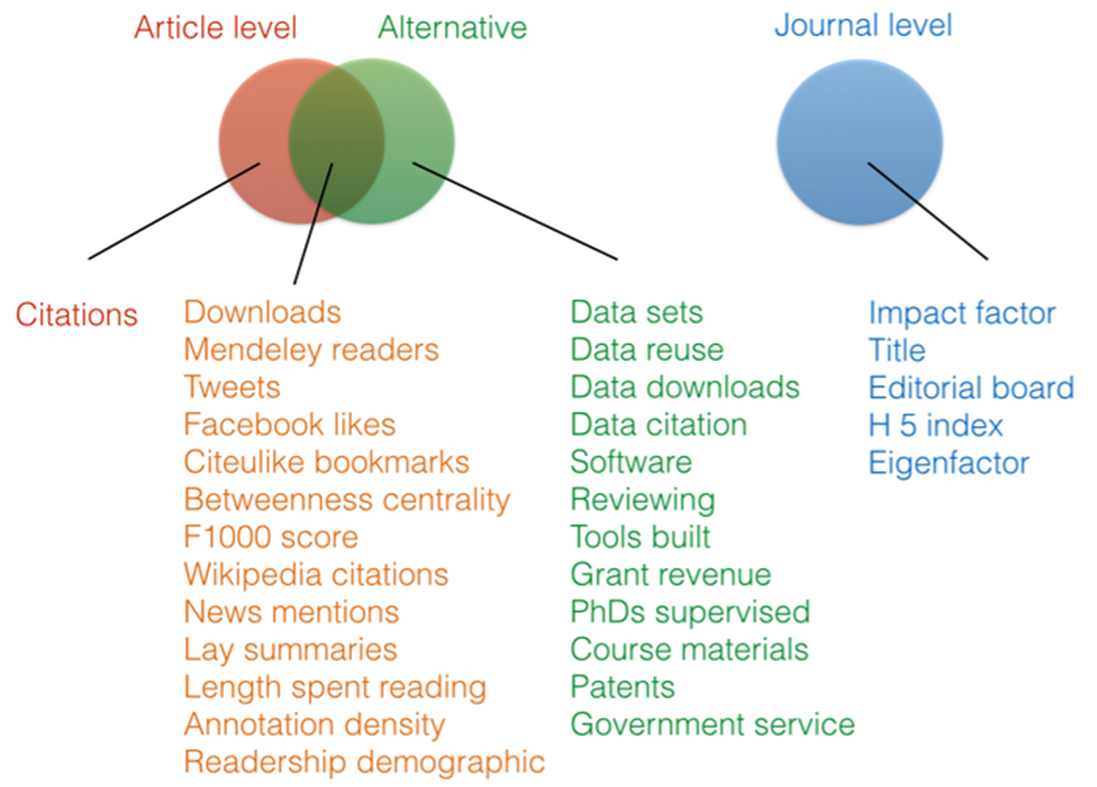 Article level
Alternative
Journal level
Citations
Downloads
Mendeley readers
Tweets
Facebook likes
Citeulike bookmarks
Betweenness centrality
F1000 score
Wikipedia citations
News mentions
Lay summaries
Length spent reading
Annotation density
Readership demographic
Data sets
Data reuse
Data downloads
Data citation
Software
Reviewing
Tools built
Grant revenue
PhDs supervised
Course materials
Patents
Government service
Impact factor
Title
Editorial board
H 5 index
Eigenfactor